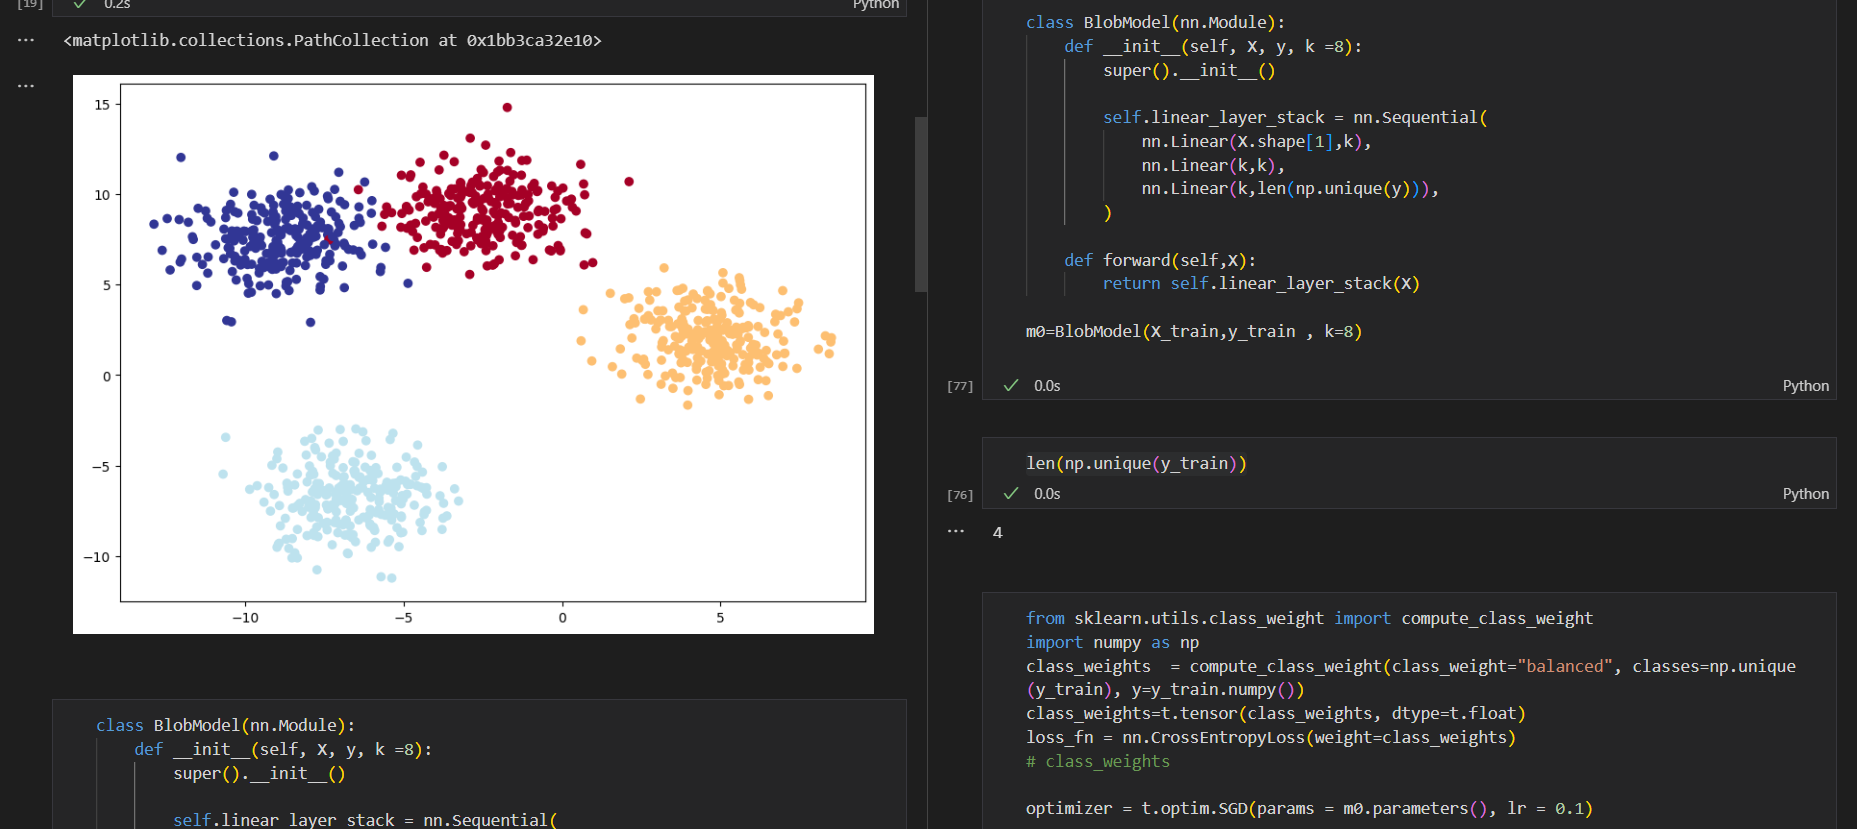 [19]
0.2s
Python
<matplotlib.collections.PathCollection at 0x1bb3ca32e10>
15
10
5
0
−5
−10
−10
−5
0
5
class BlobModel(nn.Module):
def __init__(self, X, y, k =8):
super().__init__()
self.linear_layer_stack = nn.Sequential(
class BlobModel(nn.Module):
def __init__(self, X, y, k =8):
super().__init__()
self.linear_layer_stack = nn.Sequential(
nn.Linear(X.shape[1],k),
nn.Linear(k,k),
nn.Linear(k,len(np.unique(y))),
)
def forward(self,X):
return self.linear_layer_stack(X)
m0=BlobModel(X_train,y_train , k=8)
[77]
0.0s
Python
len(np.unique(y_train))
[76]
0.0s
Python
4
from sklearn.utils.class_weight import compute_class_weight
import numpy as np
class_weights  = compute_class_weight(class_weight="balanced", classes=np.unique
(y_train), y=y_train.numpy())
class_weights=t.tensor(class_weights, dtype=t.float)
loss_fn = nn.CrossEntropyLoss(weight=class_weights)
# class_weights
optimizer = t.optim.SGD(params = m0.parameters(), lr = 0.1)